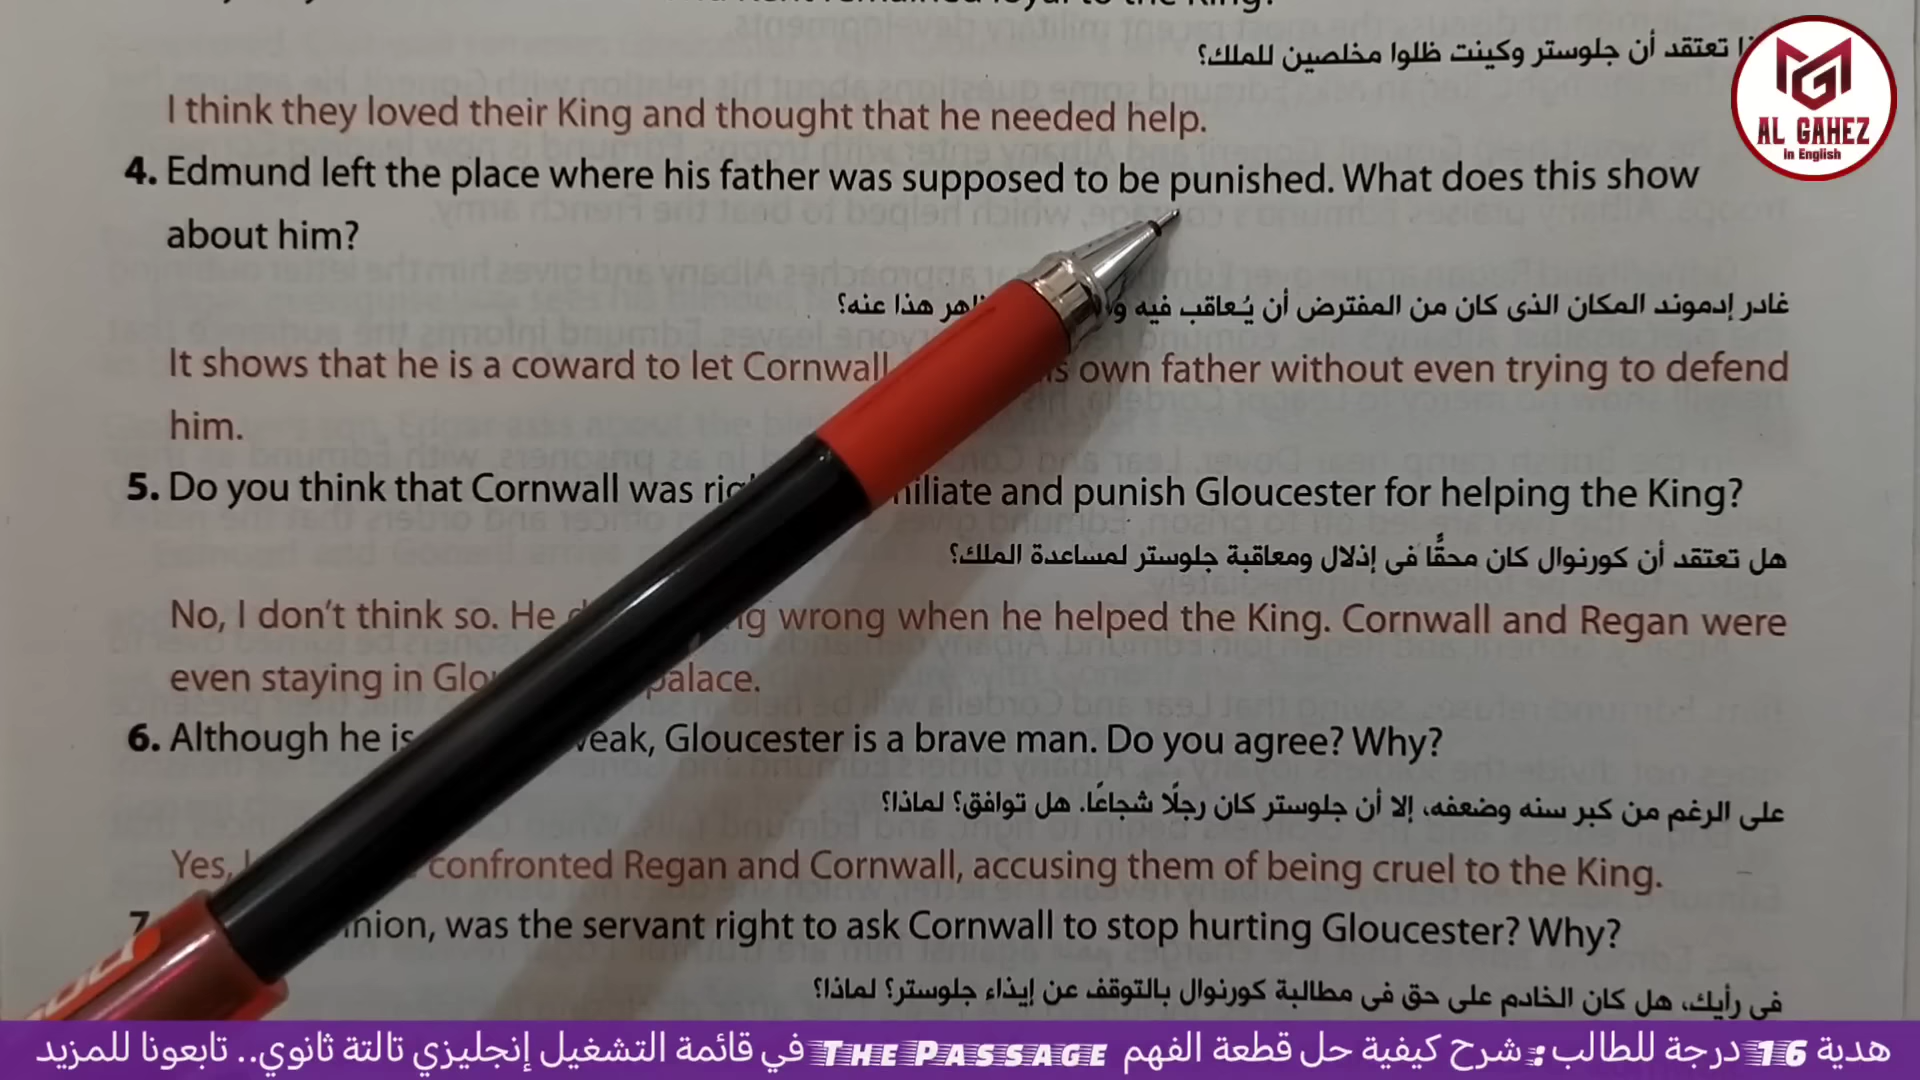 loyal to the King?
تعتقد أن جلوستر وكينت ظلوا مخلصين للملك؟
I think they loved their King and thought that he needed help.
4. Edmund left the place where his father was supposed to be punished. What does this show
about him?
غادر إدموند المكان الذى كان من المفترض أن يُعاقب فيه هذا عنه؟
It shows that he is a coward to let Cornwall own father without even trying to defend
him.
5. Do you think that Cornwall was and punish Gloucester for helping the King?
هل تعتقد أن كورنوال كان محقًّا فى إذلال ومعاقبة جلوستر لمساعدة الملك؟
No, I don't think so. He wrong when he helped the King. Cornwall and Regan were
even staying in palace.
6. Although he is weak, Gloucester is a brave man. Do you agree? Why?
على الرغم من كبر سنه وضعفه، إلا أن جلوستر كان رجلًا شجاعًا. هل توافق؟ لماذا؟
Yes, confronted Regan and Cornwall, accusing them of being cruel to the King.
7 was the servant right to ask Cornwall to stop hurting Gloucester? Why?
فى رأيك، هل كان الخادم على حق فى مطالبة كورنوال بالتوقف عن إيذاء جلوستر؟ لماذا؟
AL GAHEZ
In English
هدية 16 درجة للطالب: شرح كيفية حل قطعة الفهم THE PASSAGE في قائمة التشغيل إنجليزي تالتة ثانوي.. تابعونا للمزيد